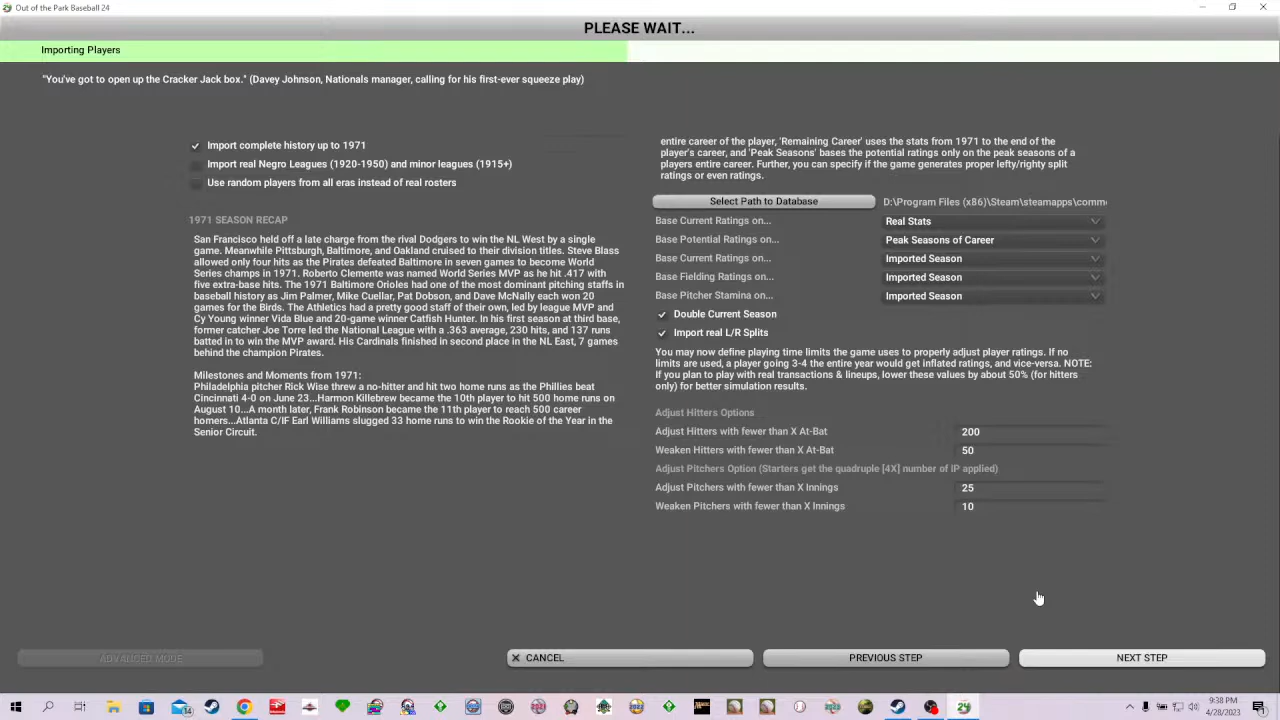 Out of the Park Baseball 24
PLEASE WAIT...
Importing Players
"You've got to open up the Cracker Jack box." (Davey Johnson, Nationals manager, calling for his first-ever squeeze play)
Import complete history up to 1971
Import real Negro Leagues (1920-1950) and minor leagues (1915+)
Use random players from all eras instead of real rosters
1971 SEASON RECAP
San Francisco held off a late charge from the rival Dodgers to win the NL West by a single
game. Meanwhile Pittsburgh, Baltimore, and Oakland cruised to their division titles. Steve Blass
allowed only four hits as the Pirates defeated Baltimore in seven games to become World
Series champs in 1971. Roberto Clemente was named World Series MVP as he hit .417 with
five extra-base hits. The 1971 Baltimore Orioles had one of the most dominant pitching staffs in
baseball history as Jim Palmer, Mike Cuellar, Pat Dobson, and Dave McNally each won 20
games for the Birds. The Athletics had a pretty good staff of their own, led by league MVP and
Cy Young winner Vida Blue and 20-game winner Catfish Hunter. In his first season at third base,
former catcher Joe Torre led the National League with a .363 average, 230 hits, and 137 runs
batted in to win the MVP award. His Cardinals finished in second place in the NL East, 7 games
behind the champion Pirates.
Milestones and Moments from 1971:
Philadelphia pitcher Rick Wise threw a no-hitter and hit two home runs as the Phillies beat
Cincinnati 4-0 on June 23...Harmon Killebrew became the 10th player to hit 500 home runs on
August 10...A month later, Frank Robinson became the 11th player to reach 500 career
homers...Atlanta C/IF Earl Williams slugged 33 home runs to win the Rookie of the Year in the
Senior Circuit.
entire career of the player, 'Remaining Career' uses the stats from 1971 to the end of the
player's career, and 'Peak Seasons' bases the potential ratings only on the peak seasons of a
players entire career. Further, you can specify if the game generates proper lefty/righty split
ratings or even ratings.
Select Path to Database D:\Program Files (x86)\Steam\steamapps\comm
Base Current Ratings on... Real Stats
Base Potential Ratings on... Peak Seasons of Career
Base Current Ratings on... Imported Season
Base Fielding Ratings on... Imported Season
Base Pitcher Stamina on... Imported Season
Double Current Season
Import real L/R Splits
You may now define playing time limits the game uses to properly adjust player ratings. If no
limits are used, a player going 3-4 the entire year would get inflated ratings, and vice-versa. NOTE:
If you plan to play with real transactions & lineups, lower these values by about 50% (for hitters
only) for better simulation results.
Adjust Hitters Options
Adjust Hitters with fewer than X At-Bat 200
Weaken Hitters with fewer than X At-Bat 50
Adjust Pitchers Option (Starters get the quadruple [4X] number of IP applied)
Adjust Pitchers with fewer than X Innings 25
Weaken Pitchers with fewer than X Innings 10
ADVANCED MODE
CANCEL
PREVIOUS STEP
NEXT STEP
9:38 PM
4/28/2023